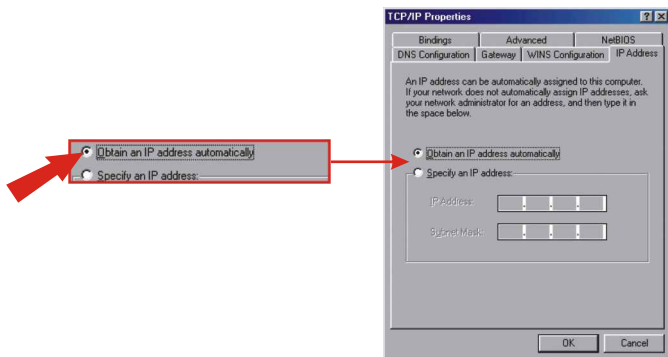 TCP/IP Properties
Bindings Advanced NetBIOS
DNS Configuration Gateway WINS Configuration IP Address
An IP address can be automatically assigned to this computer.
If your network does not automatically assign IP addresses, ask
your network administrator for an address, and then type it in
the space below.
Obtain an IP address automatically
Specify an IP address:
Obtain an IP address automatically
Specify an IP address:
IP Address:
Subnet Mask:
OK Cancel